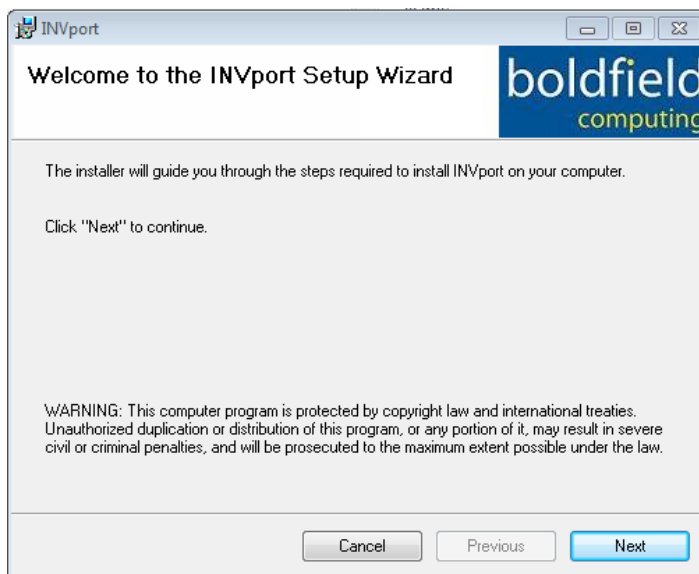 INVport
Welcome to the INVport Setup Wizard
boldfield
computing
The installer will guide you through the steps required to install INVport on your computer.
Click "Next" to continue.
WARNING: This computer program is protected by copyright law and international treaties.
Unauthorized duplication or distribution of this program, or any portion of it, may result in severe
civil or criminal penalties, and will be prosecuted to the maximum extent possible under the law.
Cancel
Previous
Next